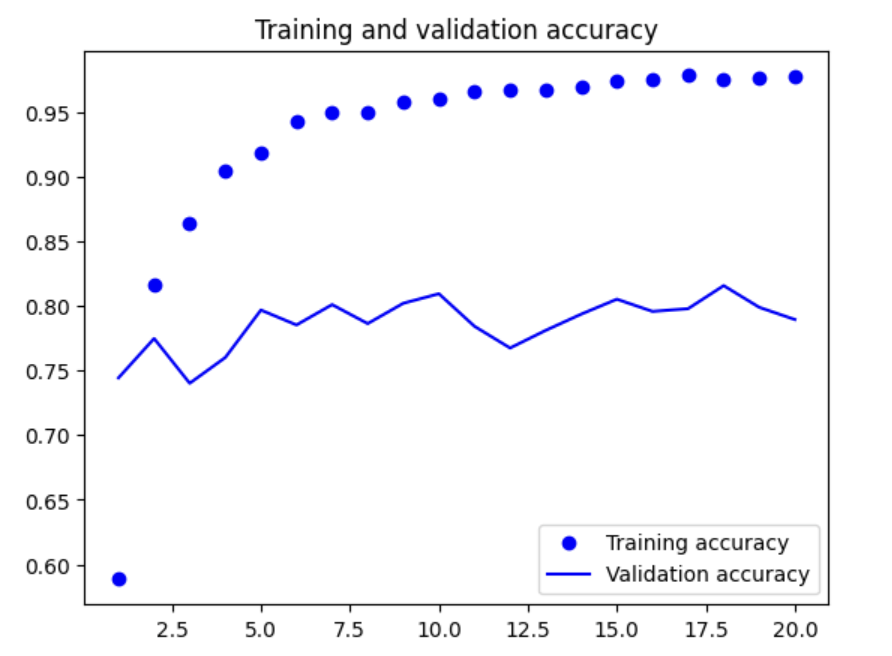 Training and validation accuracy
0.95
0.90
0.85
0.80
0.75
0.70
0.65
0.60
Training accuracy
Validation accuracy
2.5 5.0 7.5 10.0 12.5 15.0 17.5 20.0